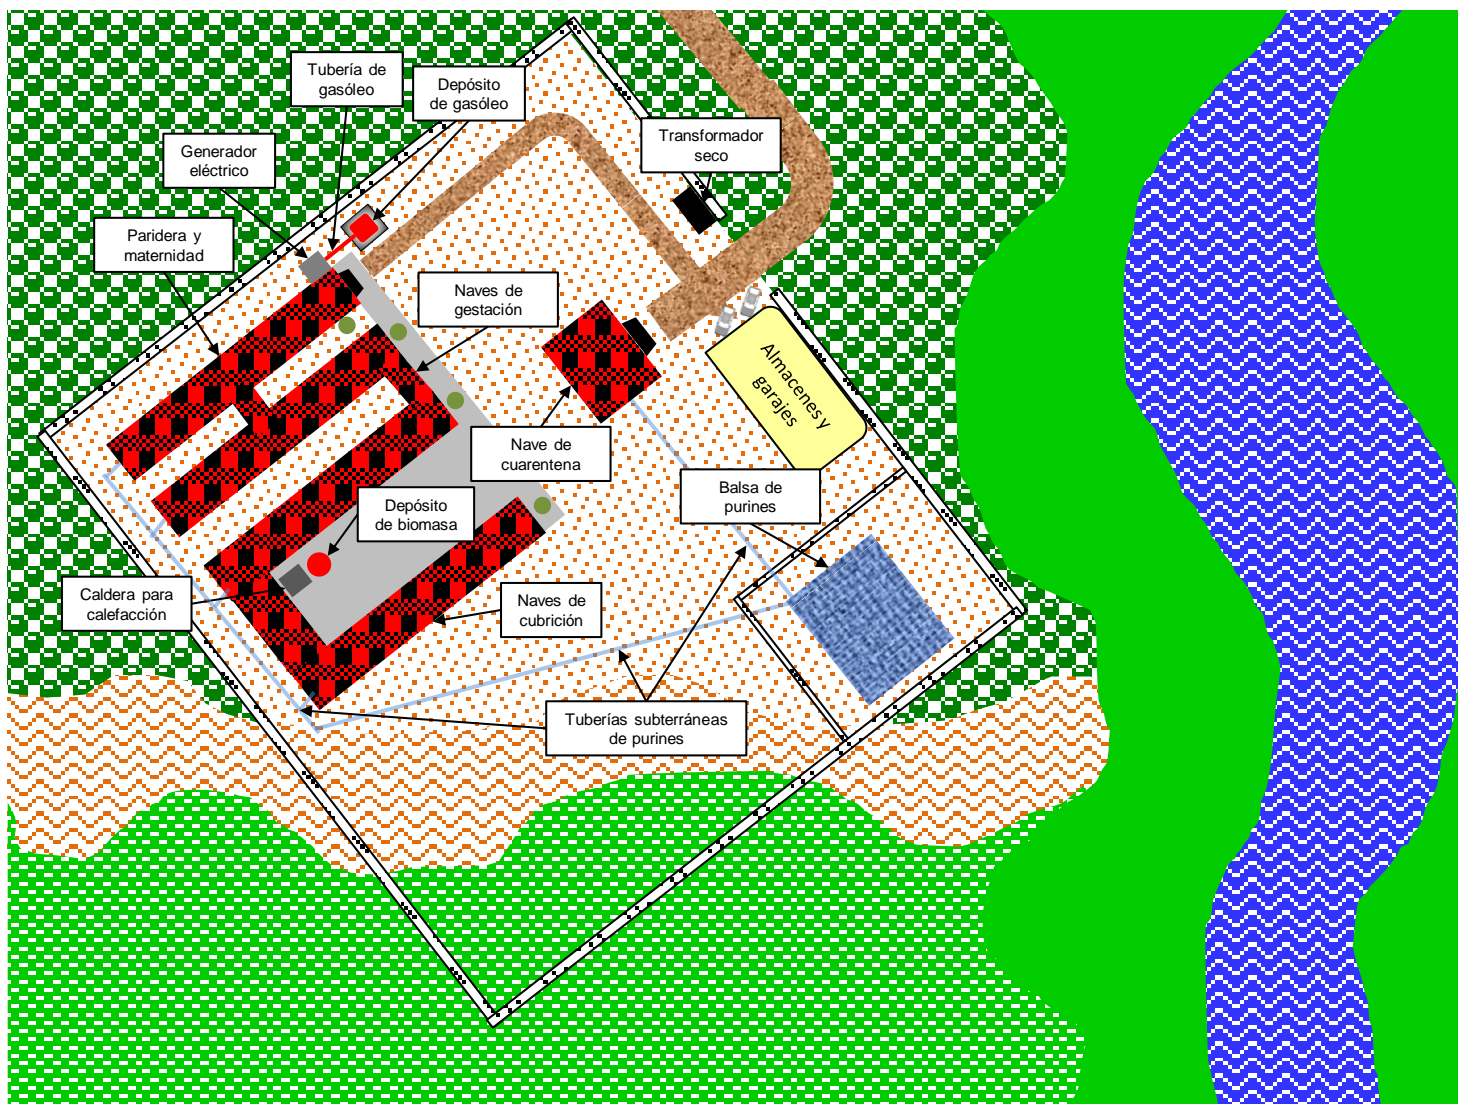 Tubería de
gasóleo
Depósito
de gasóleo
Transformador
seco
Generador
eléctrico
Paridera y
maternidad
Naves de
gestación
Almacenes y
garajes
Nave de
cuarentena
Balsa de
purines
Depósito
de biomasa
Caldera para
calefacción
Naves de
cubrición
Tuberías subterráneas
de purines